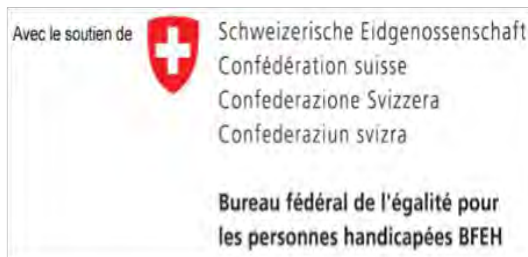 Avec le soutien de
Schweizerische Eidgenossenschaft
Confédération suisse
Confederazione Svizzera
Confederaziun svizra
Bureau fédéral de l'égalité pour
les personnes handicapées BFEH